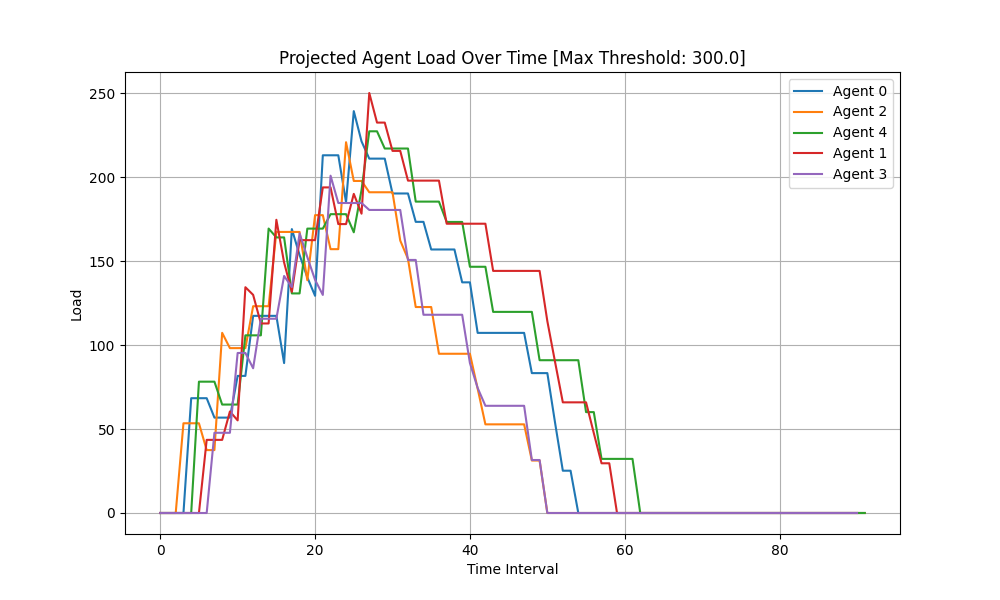 Projected Agent Load Over Time [Max Threshold: 300.0]
Load
250
200
150
100
50
0
0 20 40 60 80
Time Interval
Agent 0
Agent 2
Agent 4
Agent 1
Agent 3